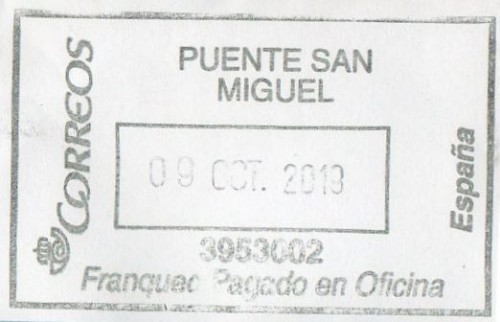 CORREOS
PUENTE SAN
MIGUEL
09 OCT. 2018
3953002
Franqueo Pagado en Oficina
España